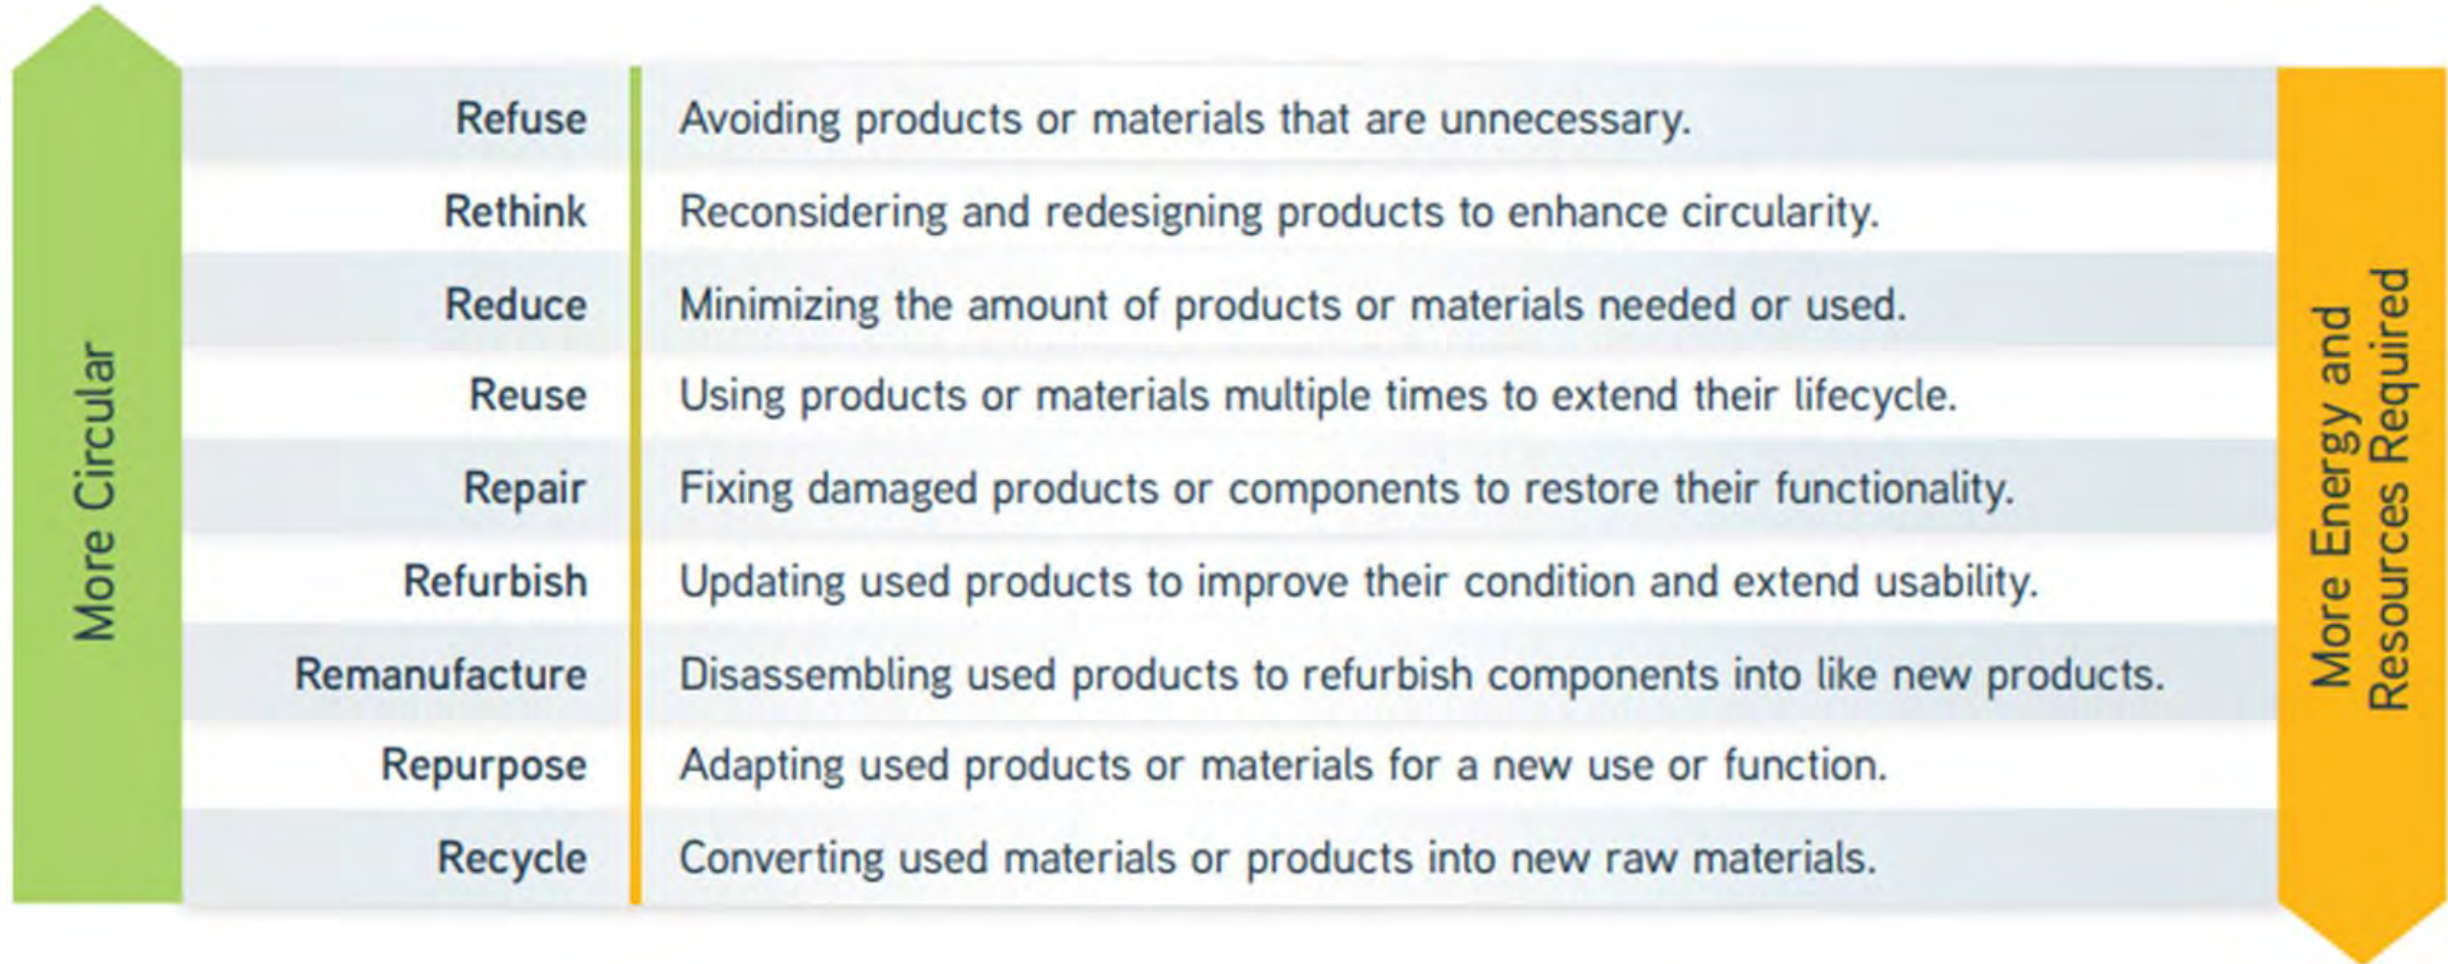 More Circular
Refuse Avoiding products or materials that are unnecessary.
Rethink Reconsidering and redesigning products to enhance circularity.
Reduce Minimizing the amount of products or materials needed or used.
Reuse Using products or materials multiple times to extend their lifecycle.
Repair Fixing damaged products or components to restore their functionality.
Refurbish Updating used products to improve their condition and extend usability.
Remanufacture Disassembling used products to refurbish components into like new products.
Repurpose Adapting used products or materials for a new use or function.
Recycle Converting used materials or products into new raw materials.
More Energy and
Resources Required